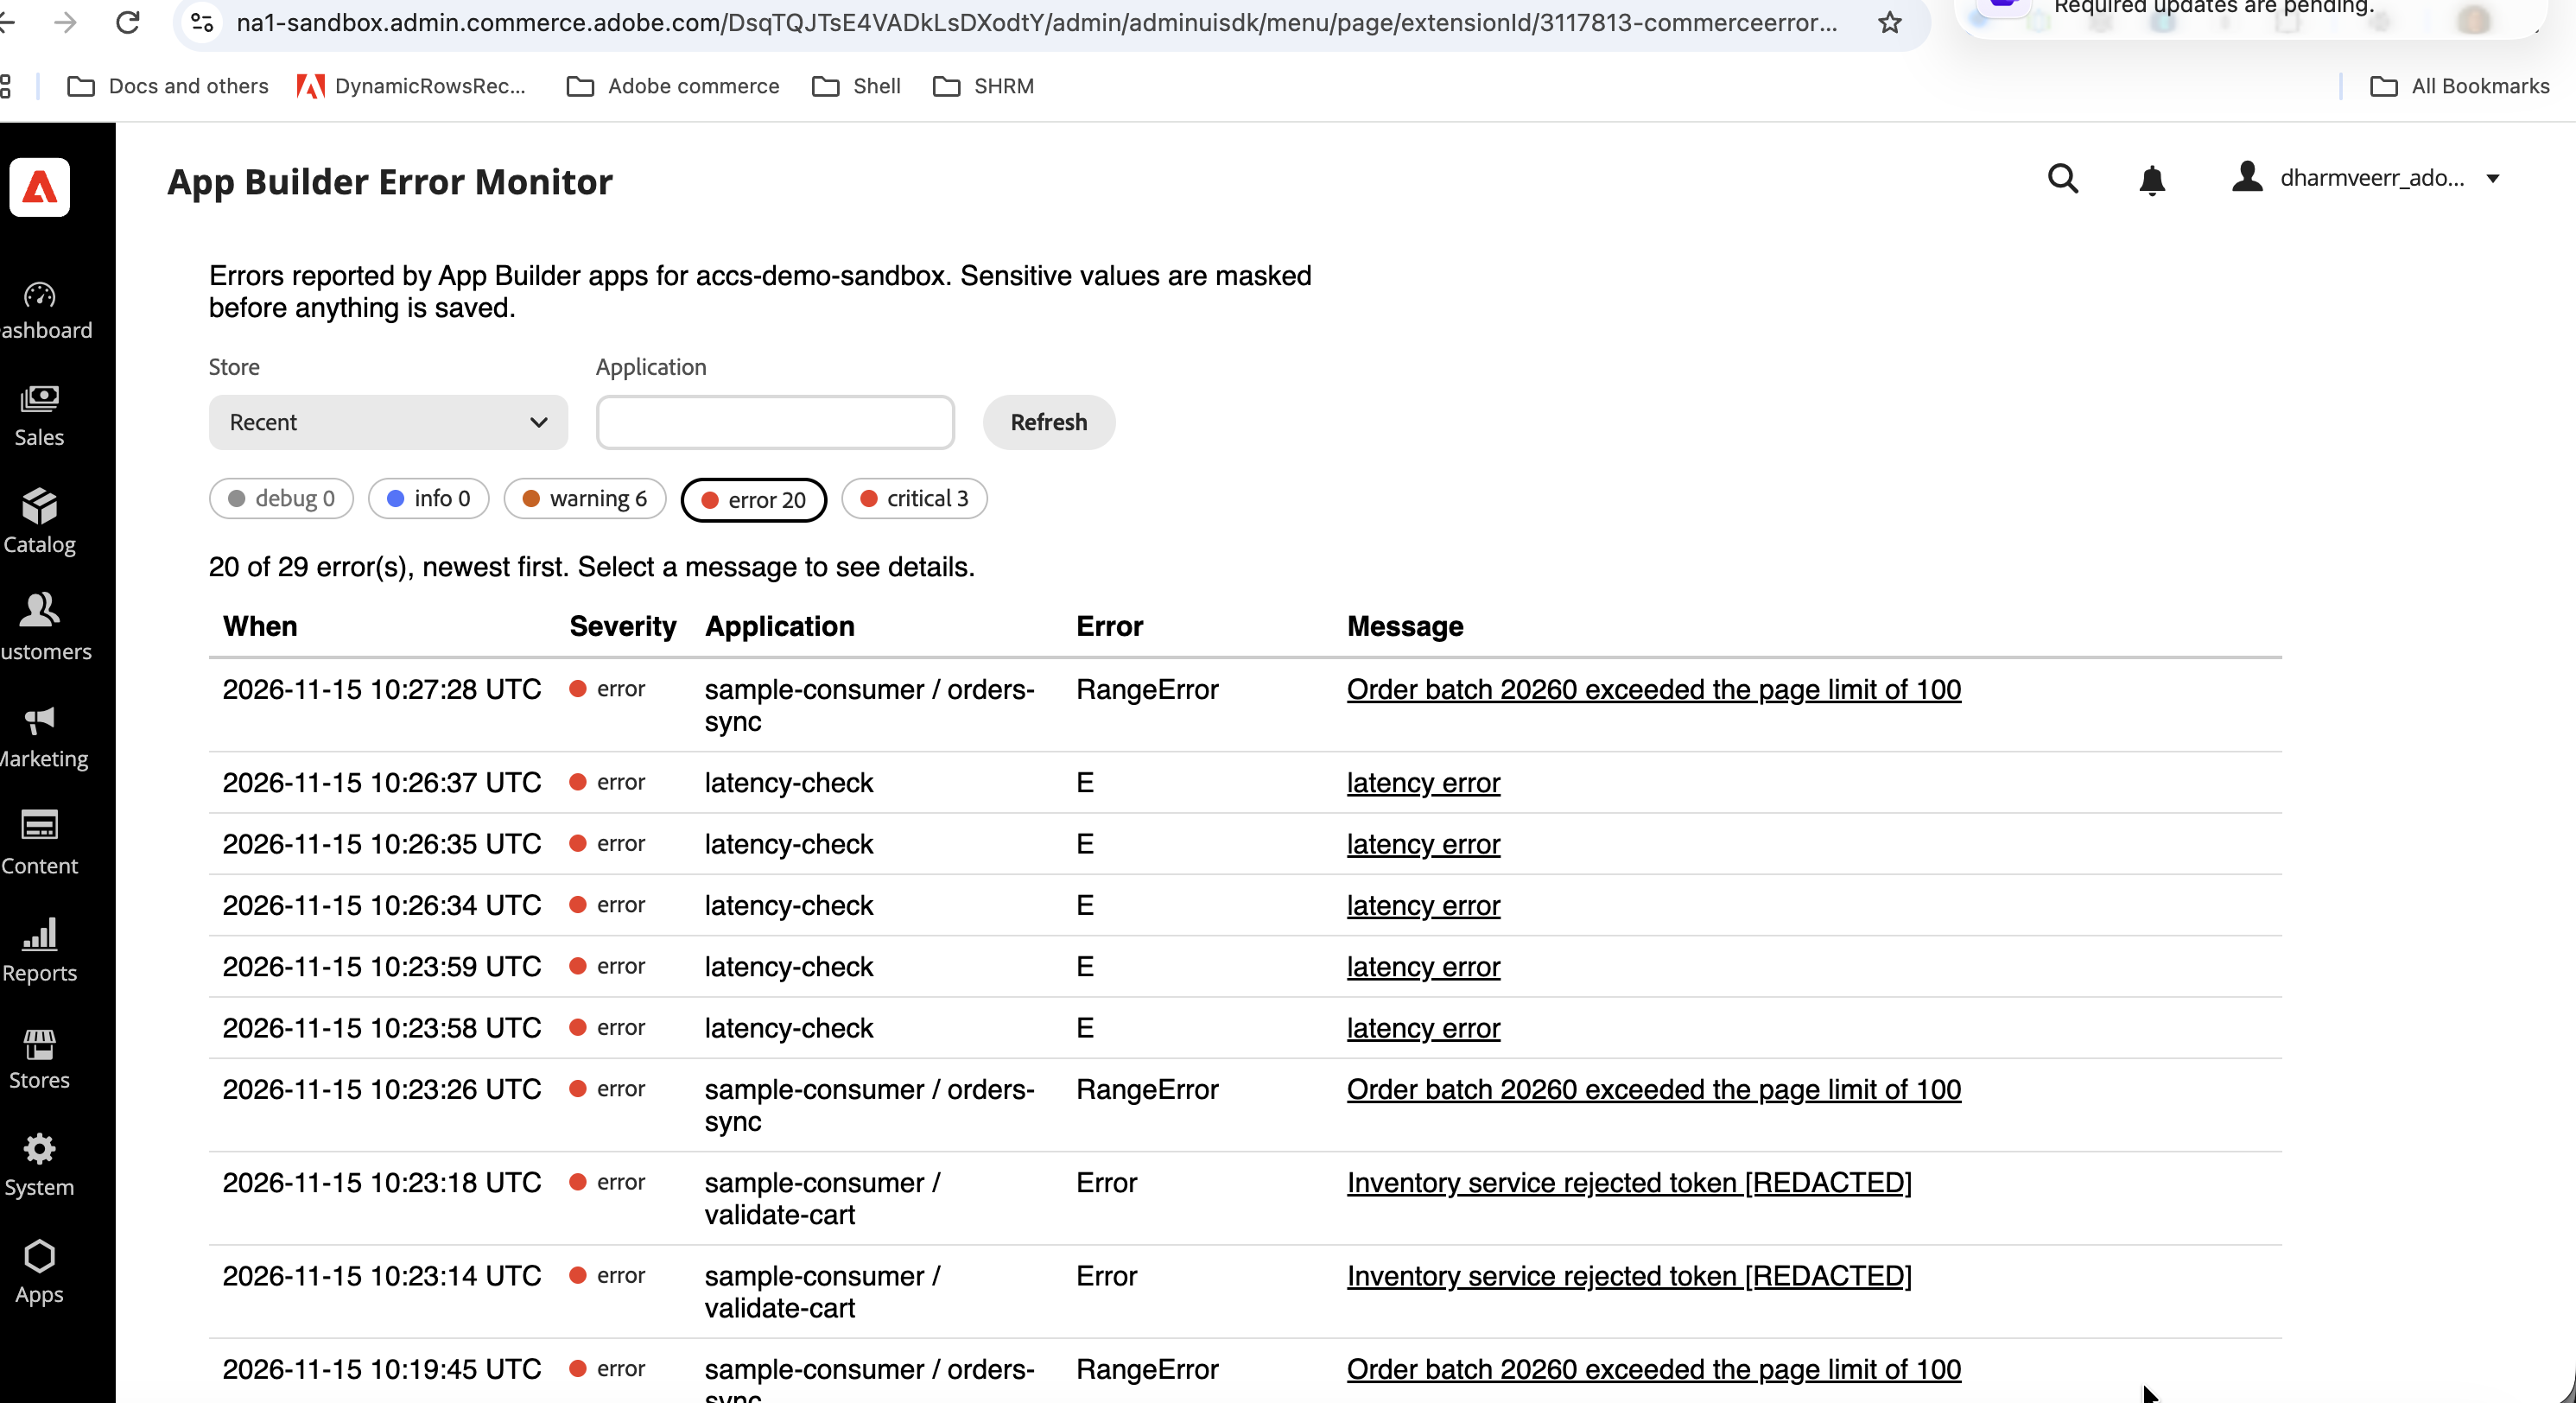 na1-sandbox.admin.commerce.adobe.com/DsqTQJTsE4VADkLsDXodtY/admin/adminuisdk/menu/page/extensionId/3117813-commerceerror...
Required updates are pending.
Docs and others
DynamicRowsRec...
Adobe commerce
Shell
SHRM
All Bookmarks
App Builder Error Monitor
dharmveerr_ado...
ashboard
Sales
Catalog
ustomers
Marketing
Content
Reports
Stores
System
Apps
Errors reported by App Builder apps for accs-demo-sandbox. Sensitive values are masked
before anything is saved.
Store
Application
Recent
Refresh
debug 0
info 0
warning 6
error 20
critical 3
20 of 29 error(s), newest first. Select a message to see details.
When Severity Application Error Message
2026-11-15 10:27:28 UTC error sample-consumer / orders- RangeError Order batch 20260 exceeded the page limit of 100
sync
2026-11-15 10:26:37 UTC error latency-check E latency error
2026-11-15 10:26:35 UTC error latency-check E latency error
2026-11-15 10:26:34 UTC error latency-check E latency error
2026-11-15 10:23:59 UTC error latency-check E latency error
2026-11-15 10:23:58 UTC error latency-check E latency error
2026-11-15 10:23:26 UTC error sample-consumer / orders- RangeError Order batch 20260 exceeded the page limit of 100
sync
2026-11-15 10:23:18 UTC error sample-consumer / Error Inventory service rejected token [REDACTED]
validate-cart
2026-11-15 10:23:14 UTC error sample-consumer / Error Inventory service rejected token [REDACTED]
validate-cart
2026-11-15 10:19:45 UTC error sample-consumer / orders- RangeError Order batch 20260 exceeded the page limit of 100
sync